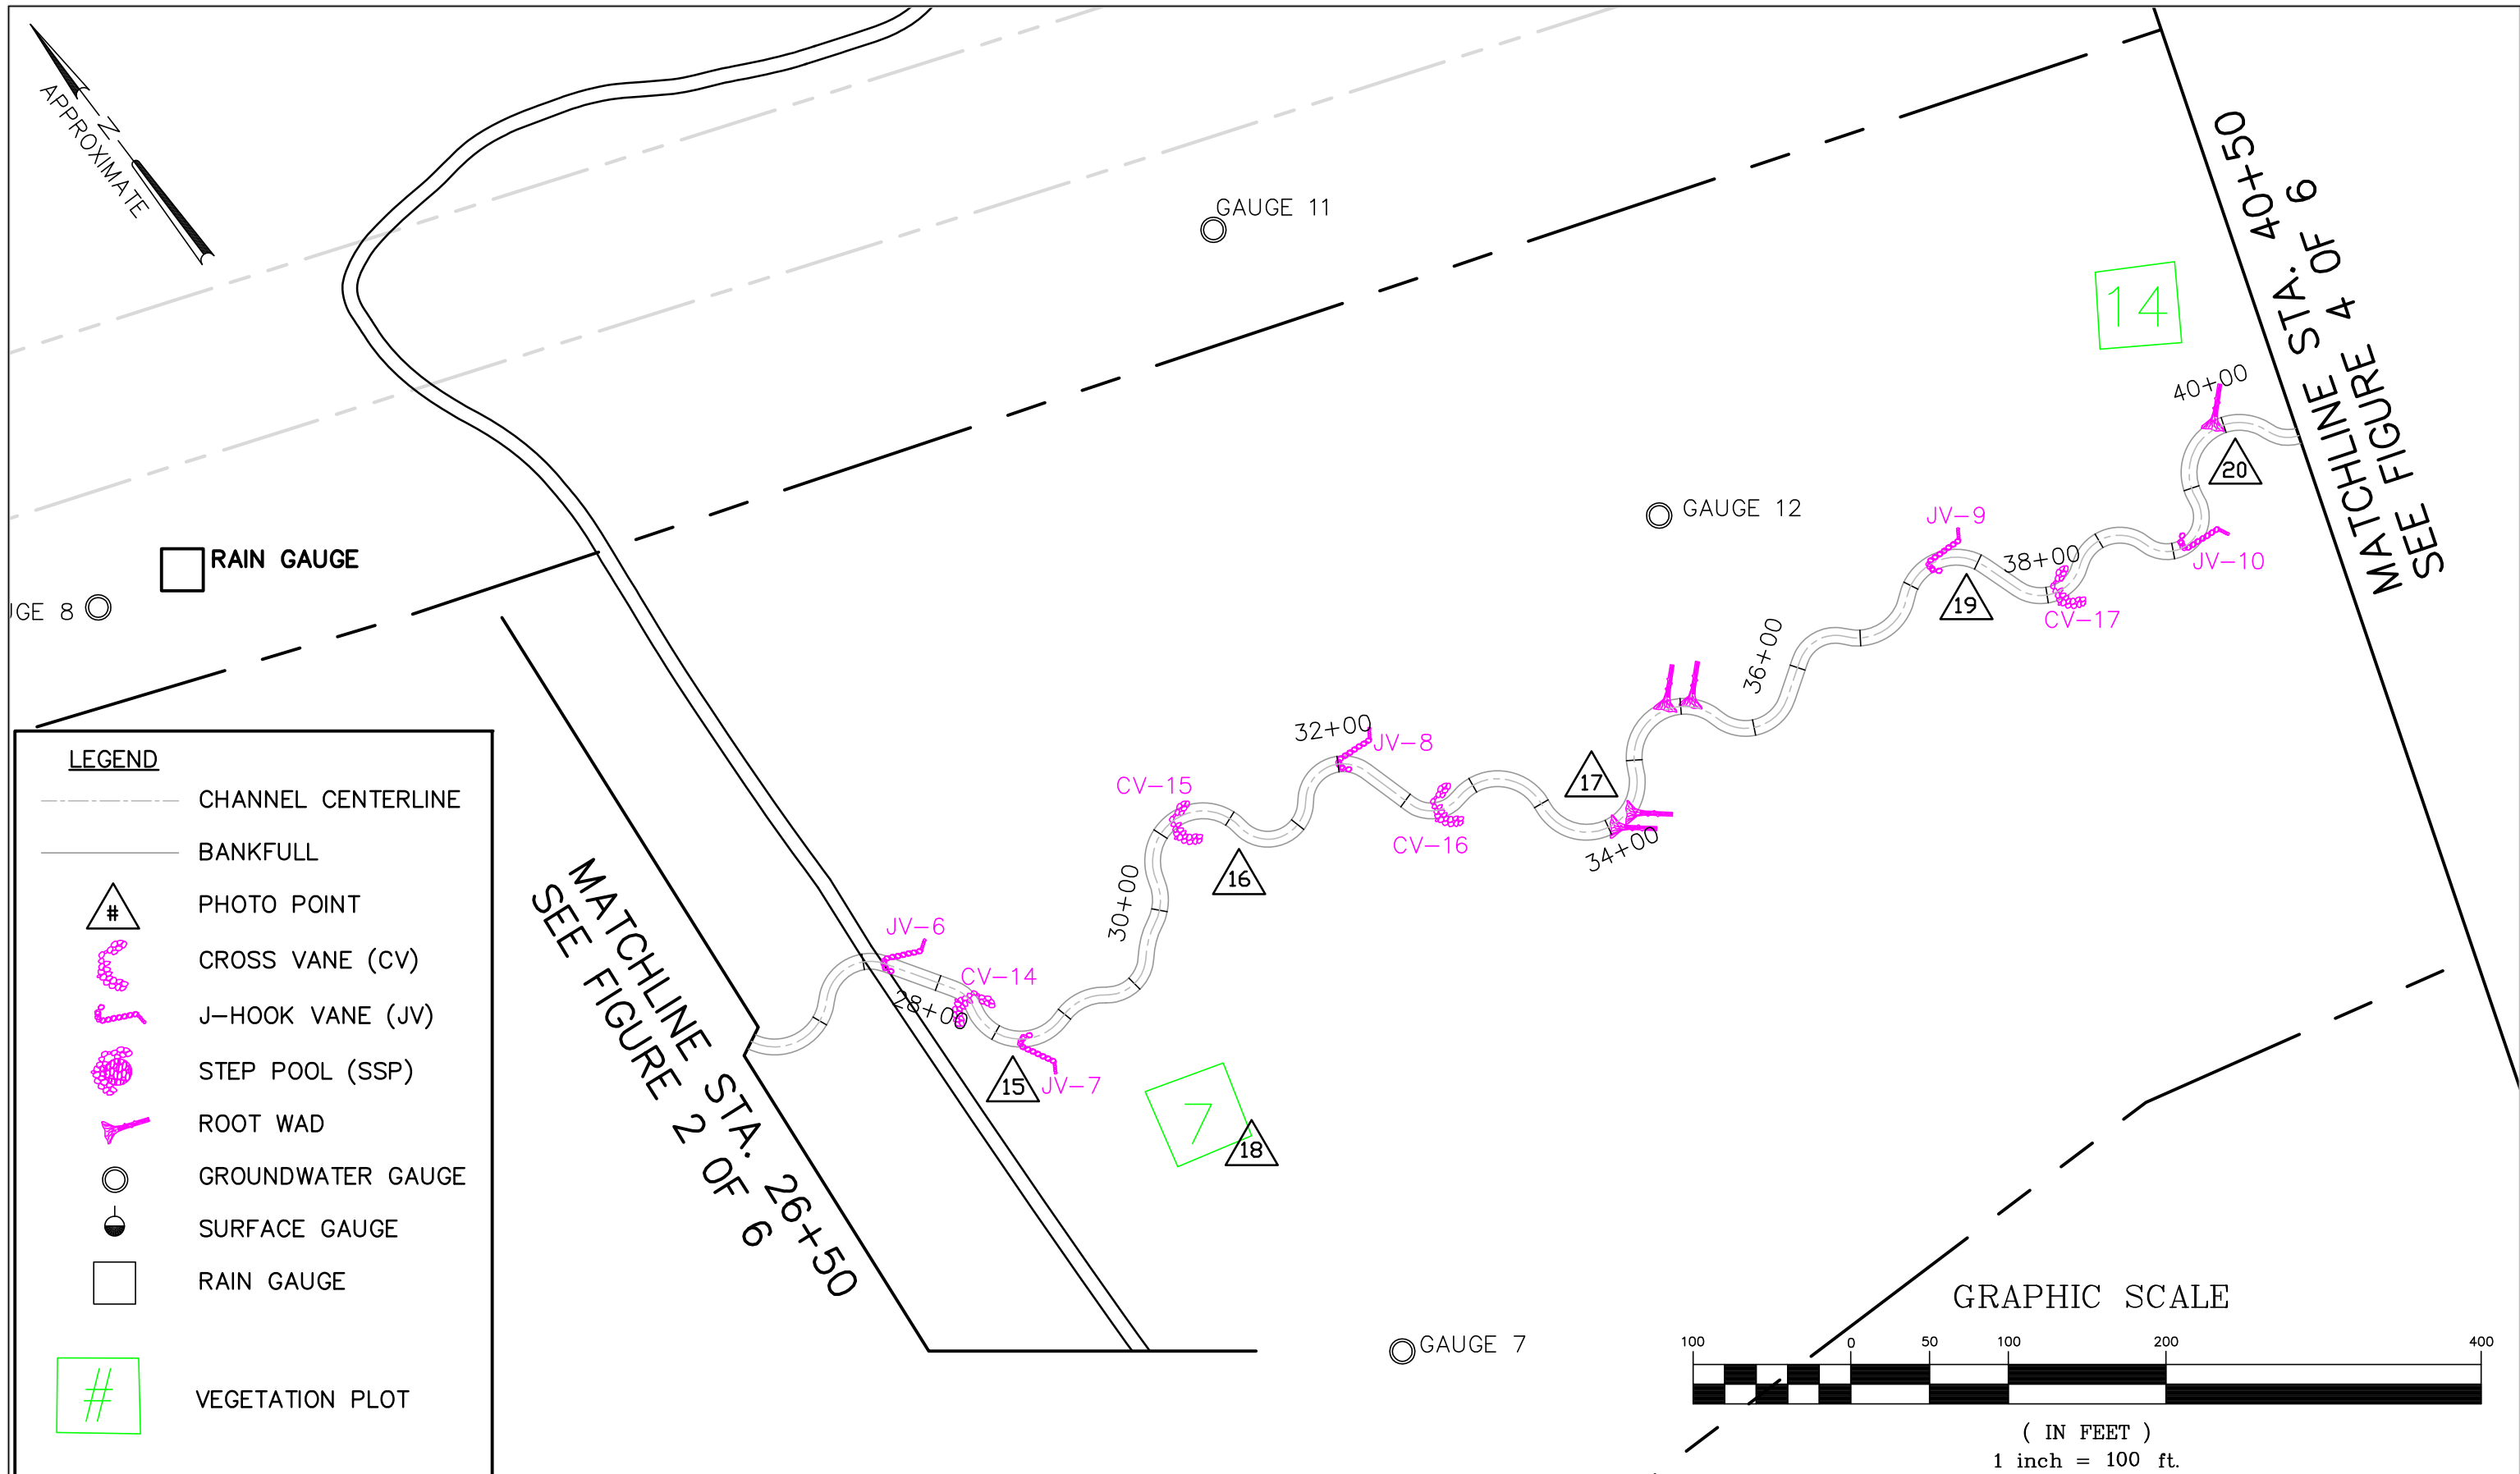 N
APPROXIMATE
GAUGE 11
MATCHLINE STA. 40+50
SEE FIGURE 4 OF 6
14
40+00
20
GAUGE 12
JV-9
38+00
JV-10
19
CV-17
RAIN GAUGE
UGE 8
36+00
32+00
JV-8
17
CV-15
CV-16
34+00
16
30+00
JV-6
CV-14
28+00
15
JV-7
7
18
MATCHLINE STA. 26+50
SEE FIGURE 2 OF 6
GAUGE 7
LEGEND
CHANNEL CENTERLINE
BANKFULL
# PHOTO POINT
CROSS VANE (CV)
J-HOOK VANE (JV)
STEP POOL (SSP)
ROOT WAD
GROUNDWATER GAUGE
SURFACE GAUGE
RAIN GAUGE
# VEGETATION PLOT
GRAPHIC SCALE
100 0 50 100 200 400
( IN FEET )
1 inch = 100 ft.